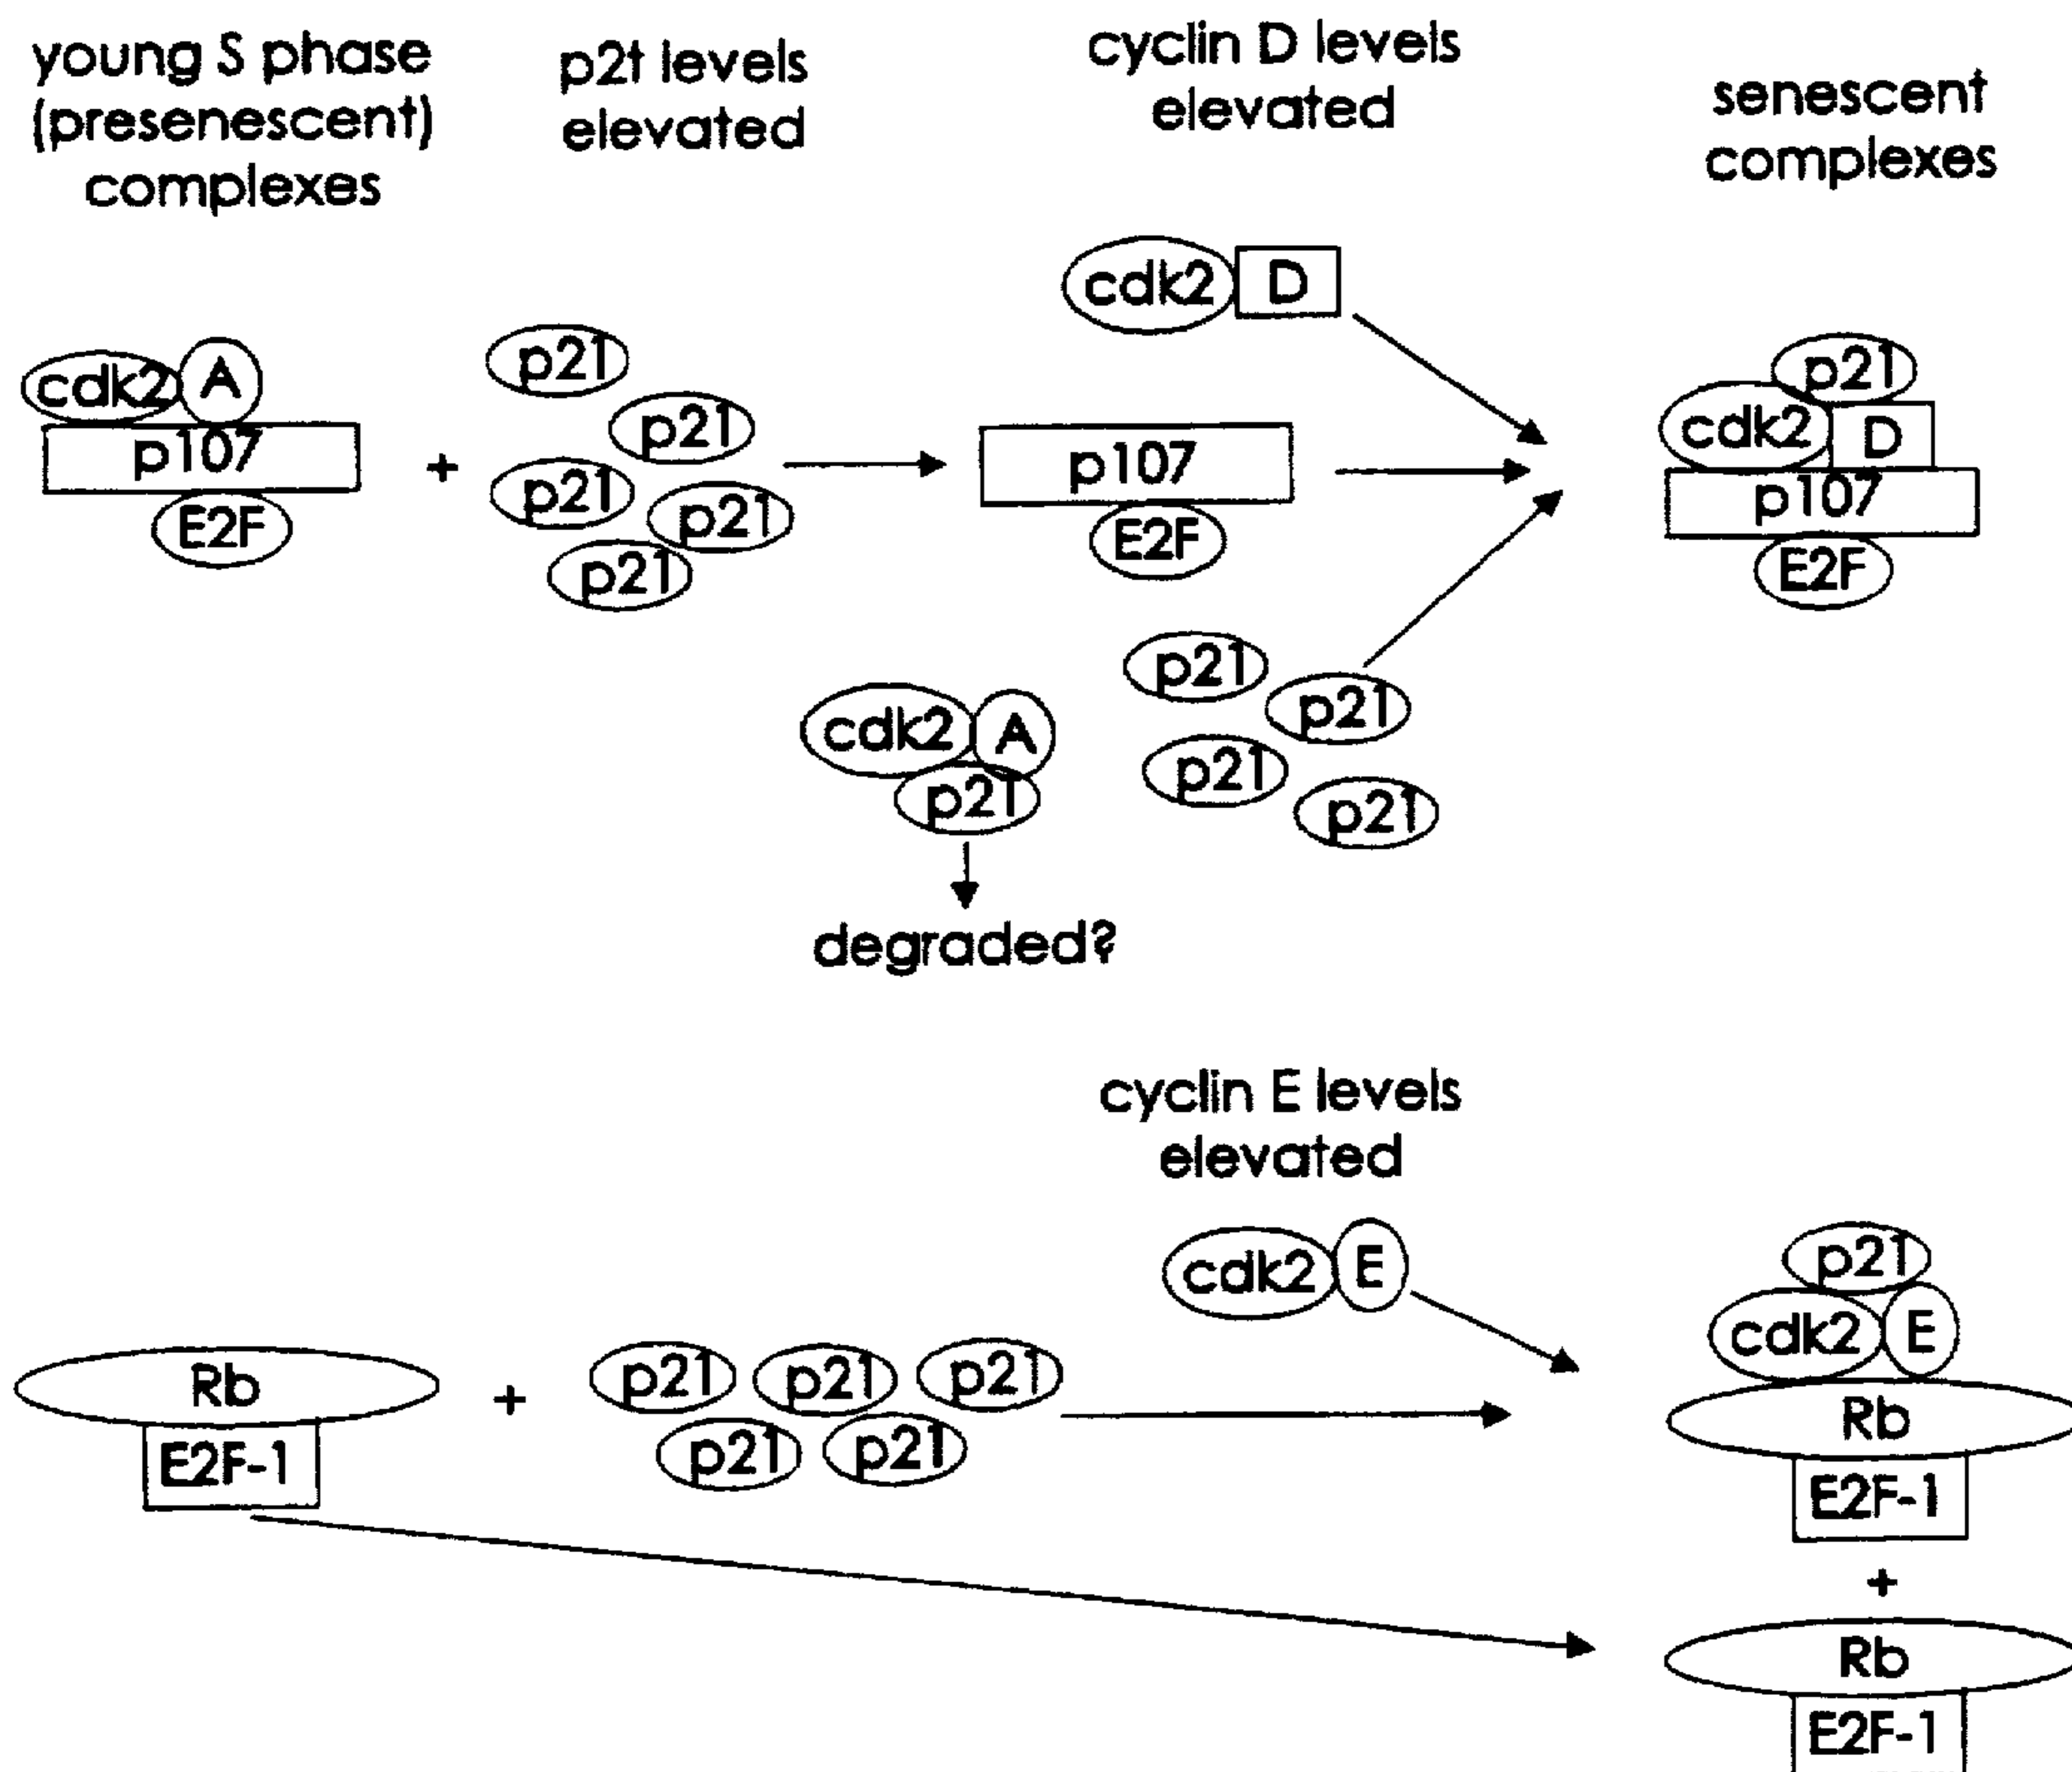 young S phase
(presenescent)
complexes
p2t levels
elevated
cyclin D levels
elevated
senescent
complexes
cdk2 D
cdk2 A
p107
E2F
+
p21
p21
p21
p21
p21
p107
E2F
p21
cdk2 D
p107
E2F
cdk2 A
p21
p21
p21
p21
p21
degraded?
cyclin E levels
elevated
cdk2 E
Rb
E2F-1
+
p21 p21 p21
p21 p21
p21
cdk2 E
Rb
E2F-1
+
Rb
E2F-1